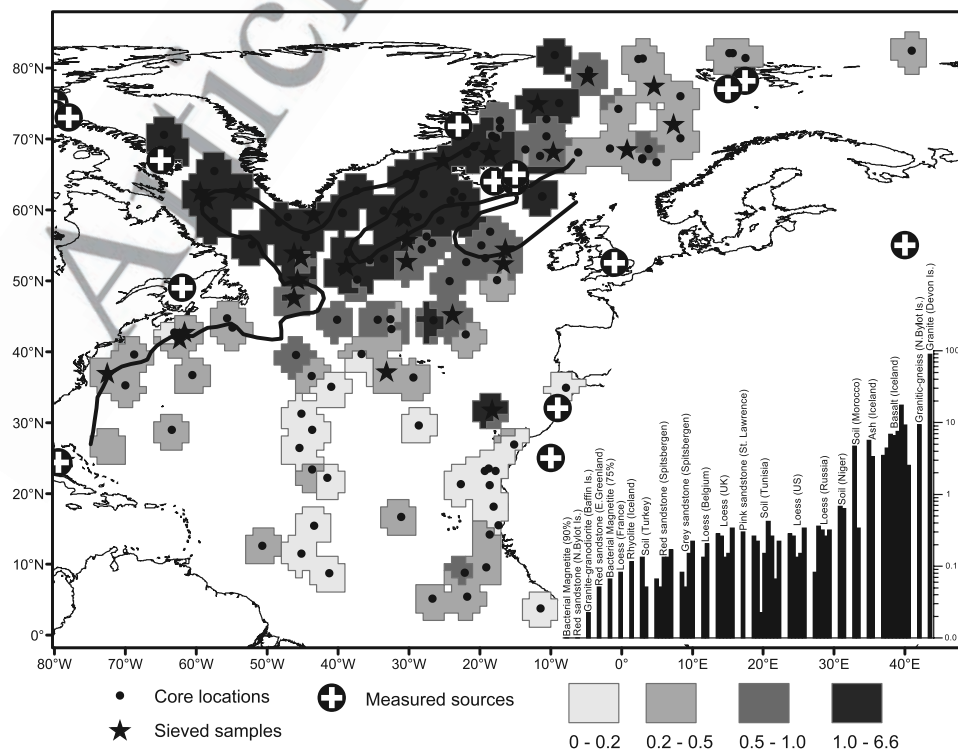 80°N
70°N
60°N
50°N
40°N
30°N
20°N
10°N
0°
80°W 70°W 60°W 50°W 40°W 30°W 20°W 10°W 0° 10°E 20°E 30°E 40°E
Bacterial Magnetite (90%)
Red sandstone (N.Bylot Is.)
Granite-granodiorite (Baffin Is.)
Red sandstone (E. Greenland)
Bacterial Magnetite (75%)
Loess (France)
Rhyolite (Iceland)
Soil (Turkey)
Red sandstone (Spitsbergen)
Grey sandstone (Spitsbergen)
Loess (Belgium)
Loess (UK)
Pink sandstone (St. Lawrence)
Soil (Tunisia)
Loess (US)
Loess (Russia)
Soil (Niger)
Soil (Morocco)
Ash (Iceland)
Basalt (Iceland)
Granitic-gneiss (N.Bylot Is.)
Granite (Devon Is.)
100
10
1
0.1
0.0
Core locations
Measured sources
Sieved samples
0 - 0.2 0.2 - 0.5 0.5 - 1.0 1.0 - 6.6